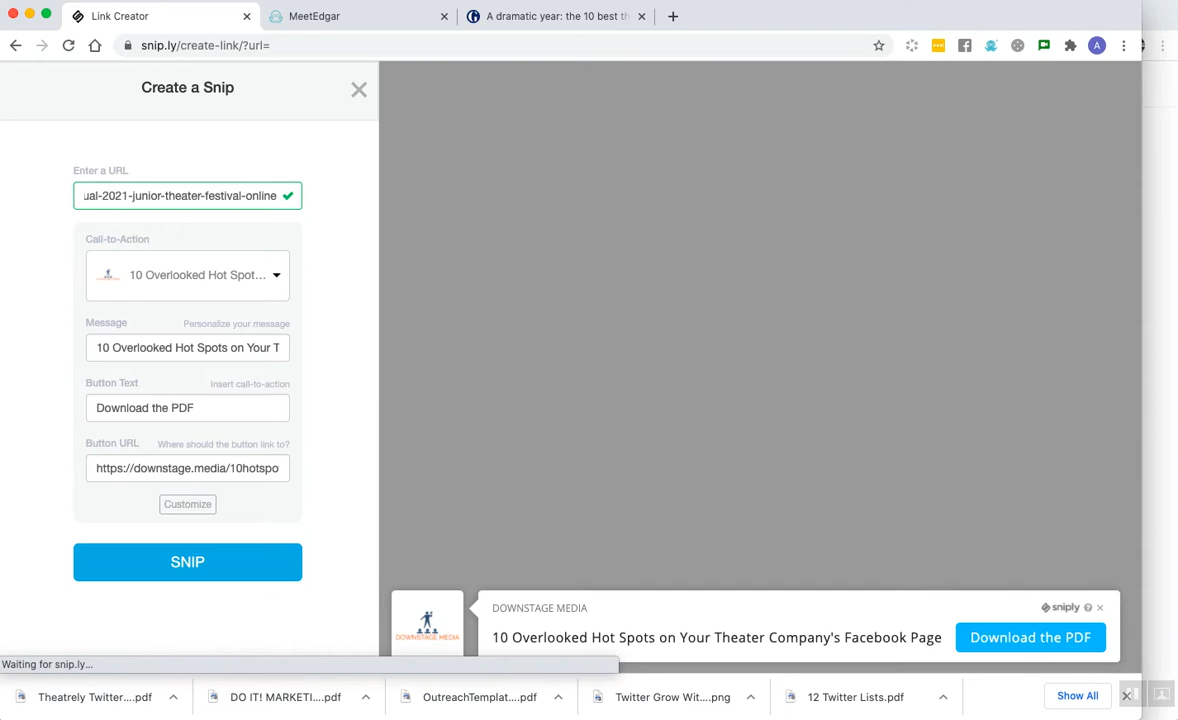 Link Creator
MeetEdgar
A dramatic year: the 10 best th
snip.ly/create-link/?url=
A
Create a Snip
Enter a URL
ual-2021-junior-theater-festival-online
Call-to-Action
10 Overlooked Hot Spot...
Message Personalize your message
10 Overlooked Hot Spots on Your T
Button Text Insert call-to-action
Download the PDF
Button URL Where should the button link to?
https://downstage.media/10hotspo
Customize
SNIP
DOWNSTAGE MEDIA
DOWNSTAGE MEDIA
sniply
10 Overlooked Hot Spots on Your Theater Company's Facebook Page
Download the PDF
Waiting for snip.ly...
Theatrely Twitter....pdf
DO IT! MARKETI....pdf
OutreachTemplat....pdf
Twitter Grow Wit....png
12 Twitter Lists.pdf
Show All